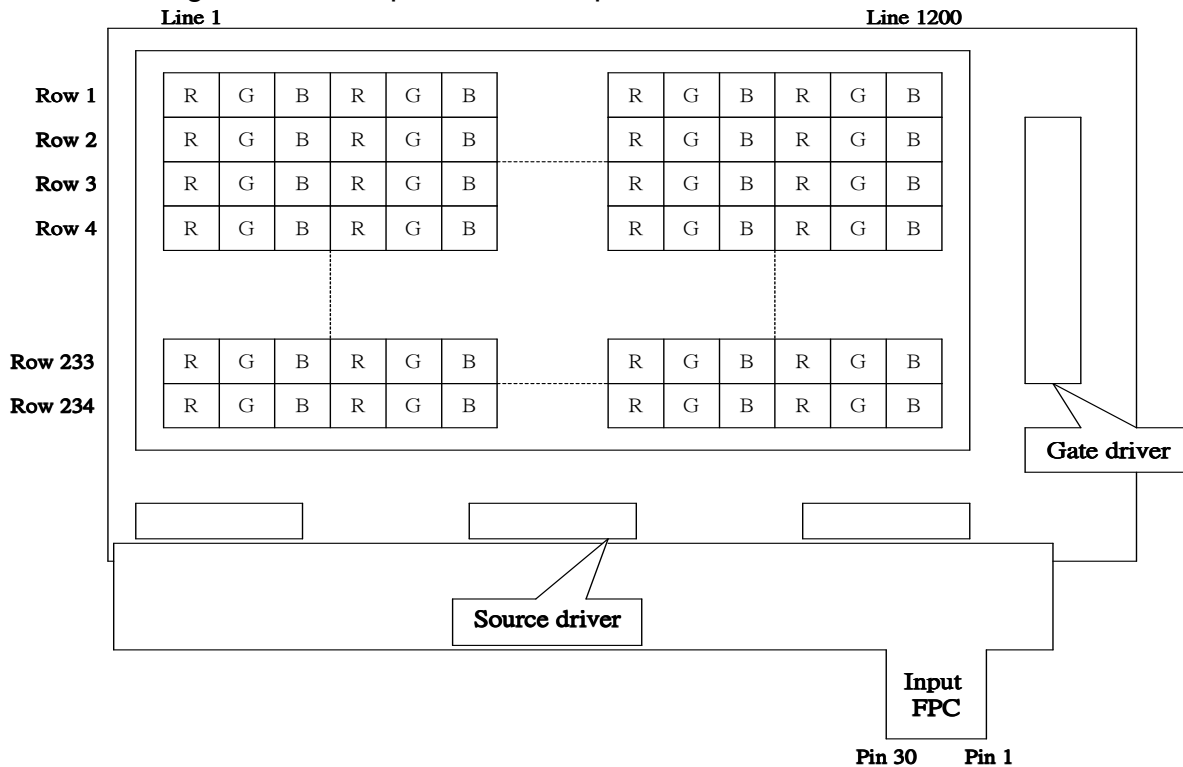 Line 1 Line 1200
Row 1 R G B R G B R G B R G B
Row 2 R G B R G B R G B R G B
Row 3 R G B R G B R G B R G B
Row 4 R G B R G B R G B R G B
Row 233 R G B R G B R G B R G B
Row 234 R G B R G B R G B R G B
Gate driver
Source driver
Input
FPC
Pin 30 Pin 1